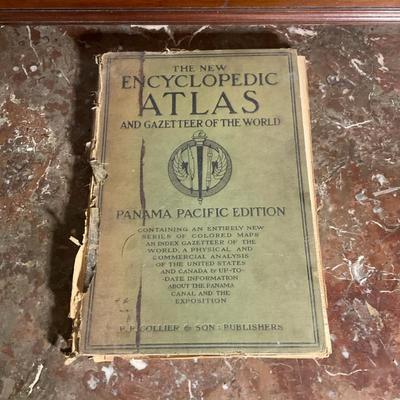 THE NEW
ENCYCLOPEDIC
ATLAS
AND GAZETTEER OF THE WORLD
PANAMA PACIFIC EDITION
CONTAINING AN ENTIRELY NEW
SERIES OF COLORED MAPS
AN INDEX GAZETTEER OF THE
WORLD, A PHYSICAL AND
COMMERCIAL ANALYSIS
OF THE UNITED STATES
AND CANADA & UP-TO-
DATE INFORMATION
ABOUT THE PANAMA
CANAL AND THE
EXPOSITION
P. F. COLLIER & SON: PUBLISHERS